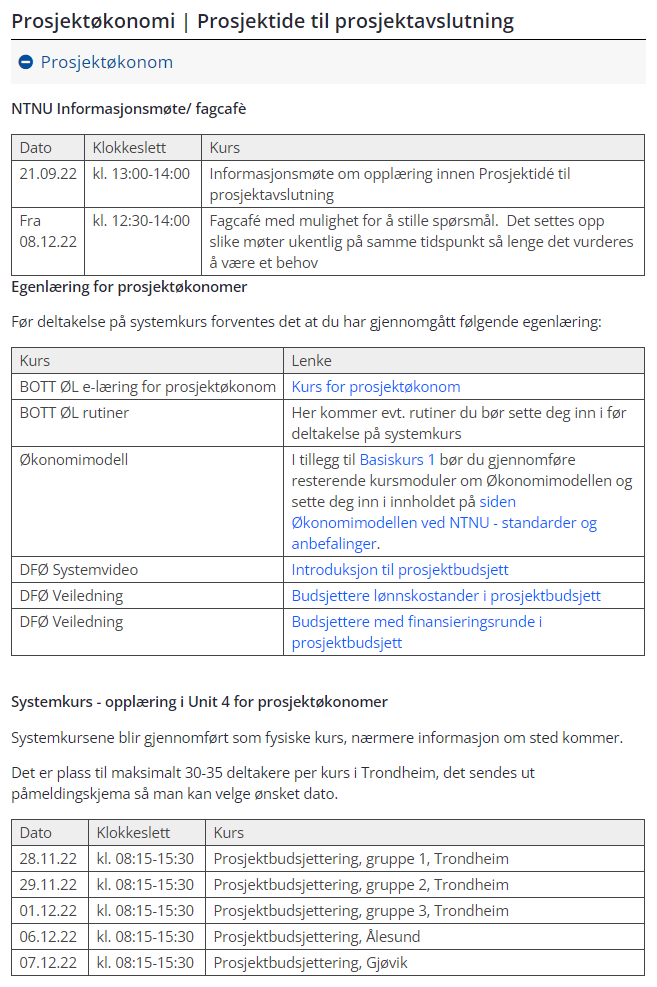 Prosjektøkonomi | Prosjektide til prosjektavslutning
Prosjektøkonom
NTNU Informasjonsmøte/ fagcafè
Dato Klokkeslett Kurs
21.09.22 kl. 13:00-14:00 Informasjonsmøte om opplæring innen Prosjektidé til
prosjektavslutning
Fra kl. 12:30-14:00 Fagcafé med mulighet for å stille spørsmål. Det settes opp
08.12.22 slike møter ukentlig på samme tidspunkt så lenge det vurderes
å være et behov
Egenlæring for prosjektøkonomer
Før deltakelse på systemkurs forventes det at du har gjennomgått følgende egenlæring:
Kurs Lenke
BOTT ØL e-læring for prosjektøkonom Kurs for prosjektøkonom
BOTT ØL rutiner Her kommer evt. rutiner du bør sette deg inn i før
deltakelse på systemkurs
Økonomimodell I tillegg til Basiskurs 1 bør du gjennomføre
resterende kursmoduler om Økonomimodellen og
sette deg inn i innholdet på siden
Økonomimodellen ved NTNU - standarder og
anbefalinger.
DFØ Systemvideo Introduksjon til prosjektbudsjett
DFØ Veiledning Budsjettere lønnskostander i prosjektbudsjett
DFØ Veiledning Budsjettere med finansieringsrunde i
prosjektbudsjett
Systemkurs - opplæring i Unit 4 for prosjektøkonomer
Systemkursene blir gjennomført som fysiske kurs, nærmere informasjon om sted kommer.
Det er plass til maksimalt 30-35 deltakere per kurs i Trondheim, det sendes ut
påmeldingskjema så man kan velge ønsket dato.
Dato Klokkeslett Kurs
28.11.22 kl. 08:15-15:30 Prosjektbudsjettering, gruppe 1, Trondheim
29.11.22 kl. 08:15-15:30 Prosjektbudsjettering, gruppe 2, Trondheim
01.12.22 kl. 08:15-15:30 Prosjektbudsjettering, gruppe 3, Trondheim
06.12.22 kl. 08:15-15:30 Prosjektbudsjettering, Ålesund
07.12.22 kl. 08:15-15:30 Prosjektbudsjettering, Gjøvik